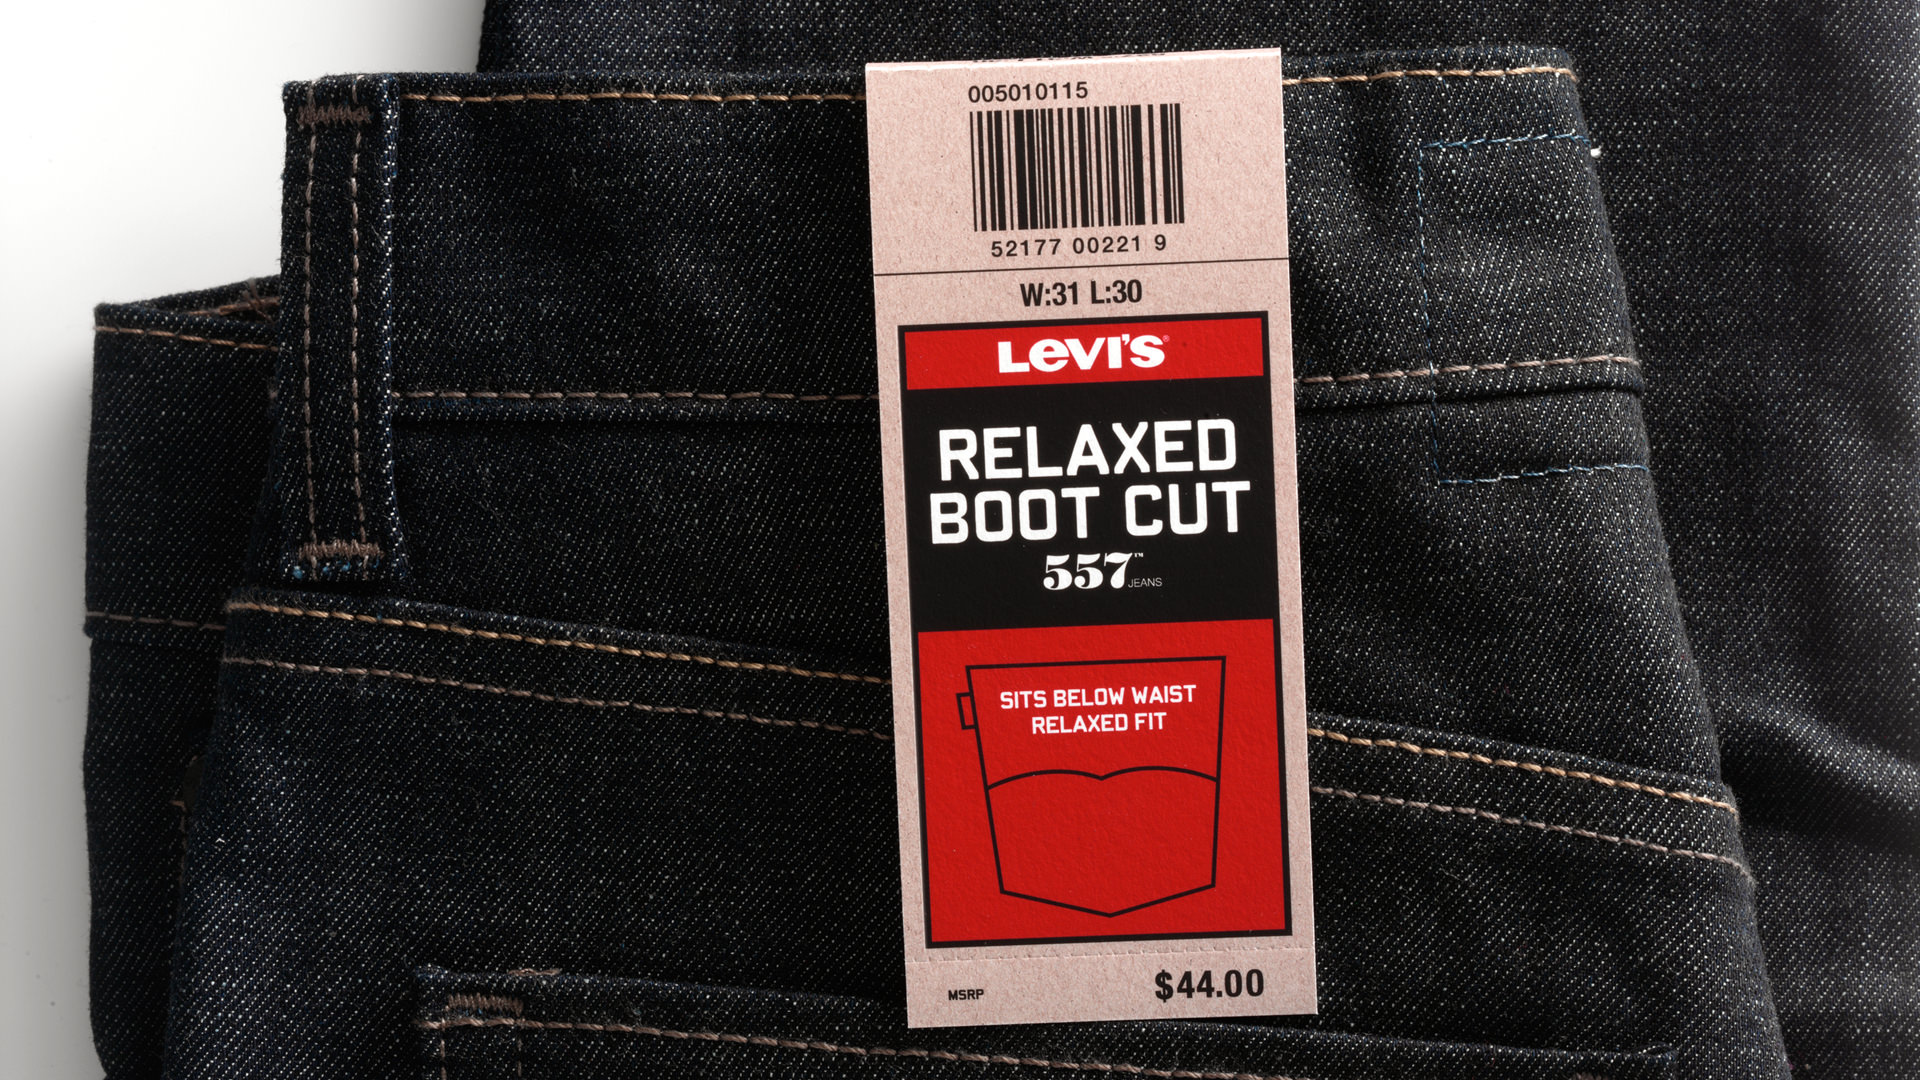 005010115
52177 00221 9
W:31 L:30
LEVI'S®
RELAXED
BOOT CUT
557™ JEANS
SITS BELOW WAIST
RELAXED FIT
MSRP $44.00